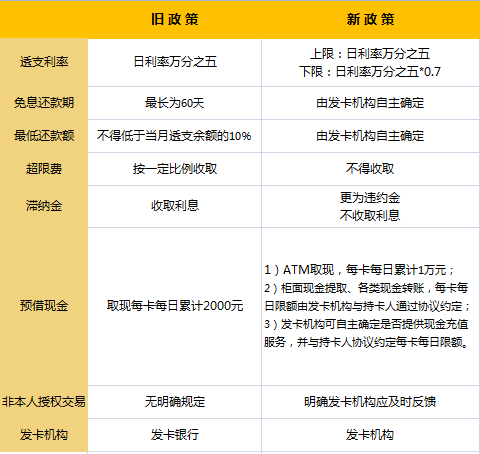 旧政策 新政策
透支利率 日利率万分之五 上限：日利率万分之五
下限：日利率万分之五*0.7
免息还款期 最长为60天 由发卡机构自主确定
最低还款额 不得低于当月透支余额的10% 由发卡机构自主确定
超限费 按一定比例收取 不得收取
滞纳金 收取利息 更为违约金
不收取利息
预借现金 取现每卡每日累计2000元 1）ATM取现，每卡每日累计1万元；
2）柜面现金提取、各类现金转账，每卡每
日限额由发卡机构与持卡人通过协议约定；
3）发卡机构可自主确定是否提供现金充值
服务，并与持卡人协议约定每卡每日限额。
非本人授权交易 无明确规定 明确发卡机构应及时反馈
发卡机构 发卡银行 发卡机构